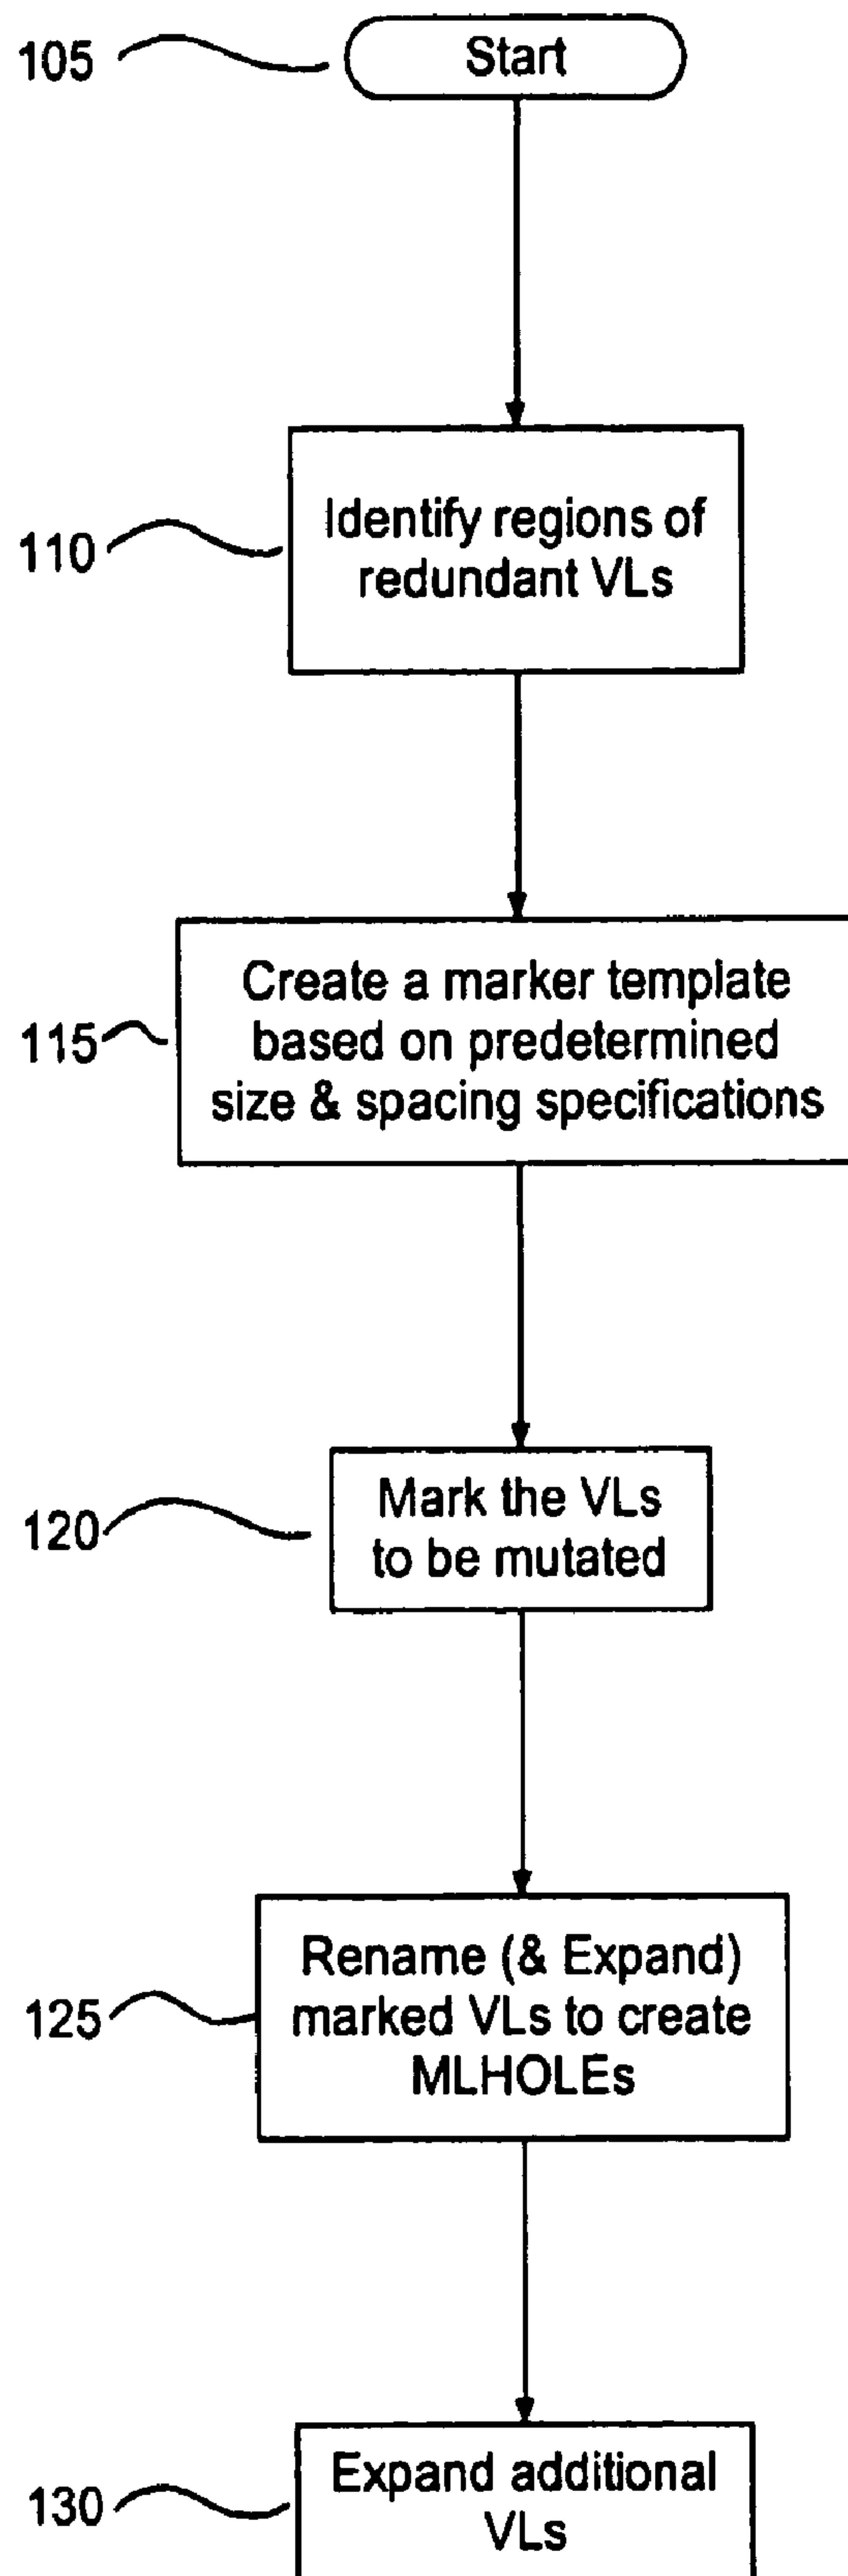 105
Start
110
Identify regions of
redundant VLs
115
Create a marker template
based on predetermined
size & spacing specifications
120
Mark the VLs
to be mutated
125
Rename (& Expand)
marked VLs to create
MLHOLEs
130
Expand additional
VLs